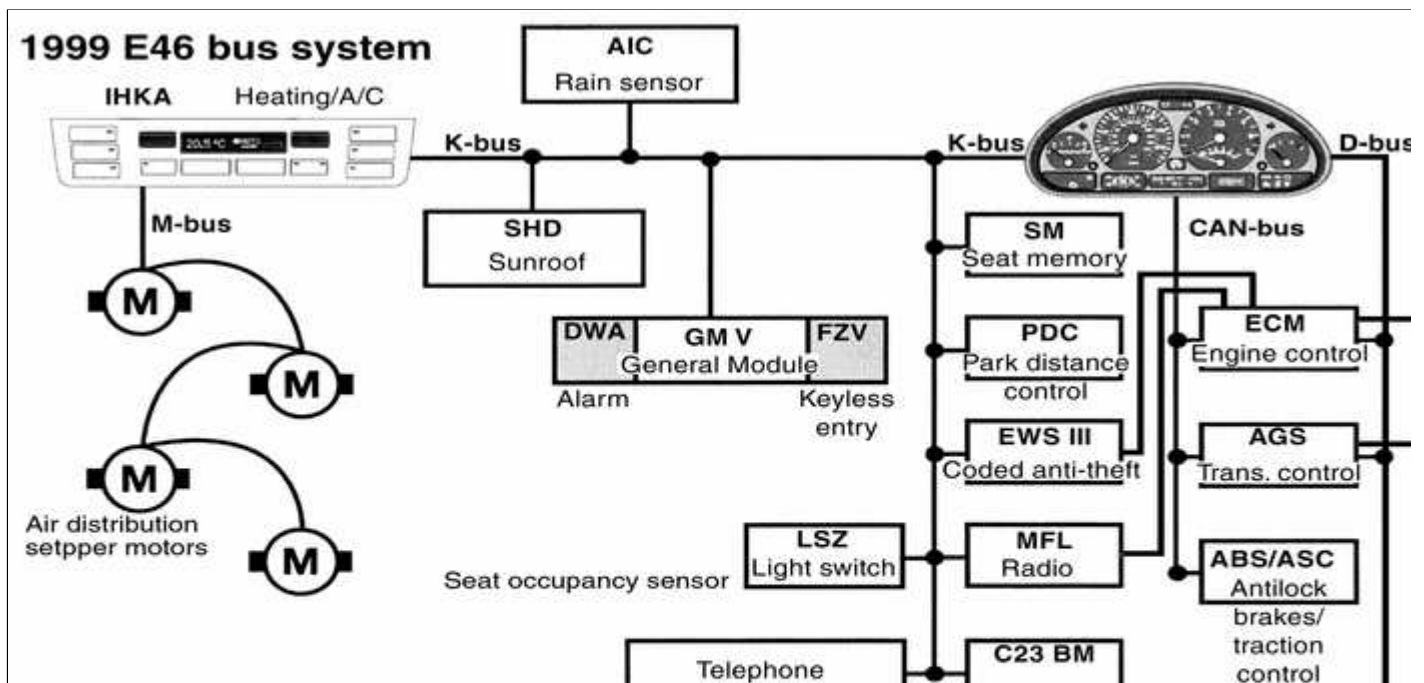 1999 E46 bus system
IHKA Heating/A/C
AIC
Rain sensor
K-bus
K-bus
D-bus
M-bus
SHD
Sunroof
SM
Seat memory
CAN-bus
M
M
M
M
Air distribution
setpper motors
DWA
GM V
FZV
General Module
Alarm
Keyless
entry
PDC
Park distance
control
ECM
Engine control
EWS III
Coded anti-theft
AGS
Trans. control
LSZ
Light switch
Seat occupancy sensor
MFL
Radio
ABS/ASC
Antilock
brakes/
traction
control
Telephone
C23 BM